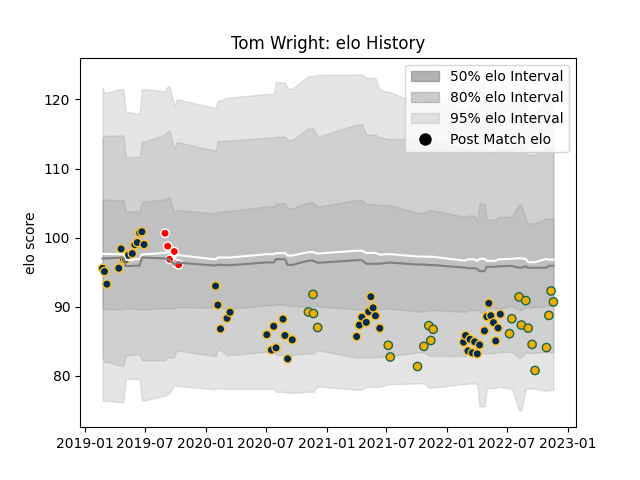 Tom Wright: elo History
50% elo Interval
80% elo Interval
95% elo Interval
Post Match elo
elo score
120
110
100
90
80
2019-01 2019-07 2020-01 2020-07 2021-01 2021-07 2022-01 2022-07 2023-01